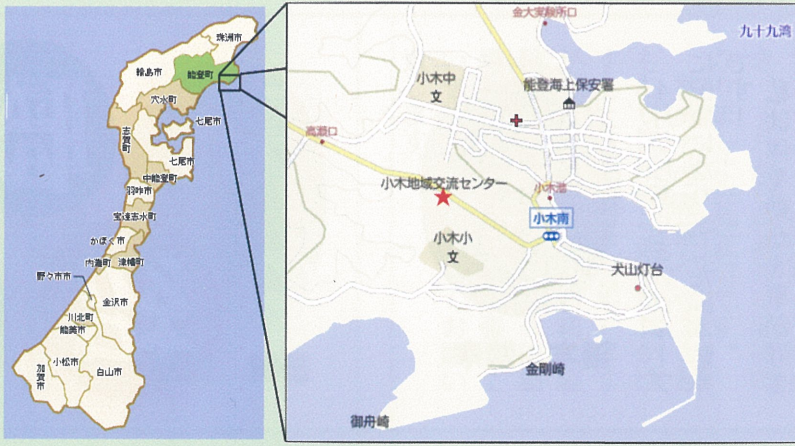 珠洲市
輪島市
能登町
穴水町
七尾市
志賀町
七尾市
中能登町
羽咋市
宝達志水町
かほく市
内灘町
津幡町
野々市市
金沢市
川北町
能美市
小松市
白山市
加賀市
金大実験所口
九十九湾
小木中
文
能登海上保安署
高瀬口
小木地域交流センター
小木港
小木南
小木小
文
犬山灯台
金剛崎
御舟崎